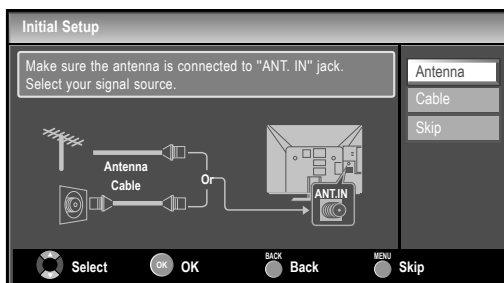 Initial Setup
Make sure the antenna is connected to "ANT. IN" jack.
Select your signal source.
Antenna
Cable
Skip
Antenna
Cable
Or
ANT.IN
Select
OK
OK
BACK
Back
MENU
Skip